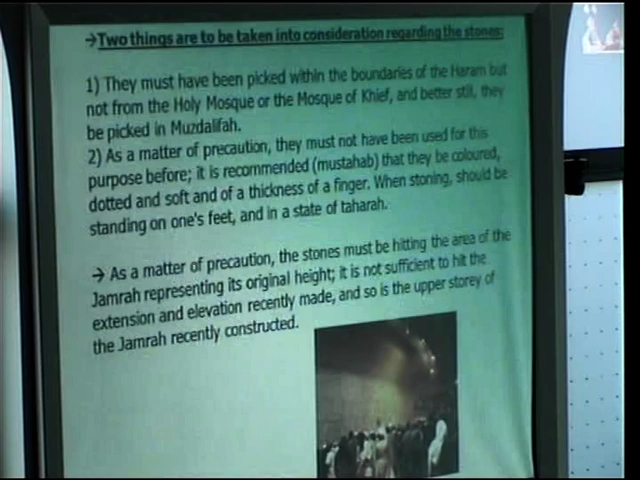 →Two things are to be taken into consideration regarding the stones:
1) They must have been picked within the boundaries of the Haram but
not from the Holy Mosque or the Mosque of Khief, and better still, they
be picked in Muzdalifah.
2) As a matter of precaution, they must not have been used for this
purpose before; it is recommended (mustahab) that they be coloured,
dotted and soft and of a thickness of a finger. When stoning, should be
standing on one's feet, and in a state of taharah.
→ As a matter of precaution, the stones must be hitting the area of the
Jamrah representing its original height; it is not sufficient to hit the
extension and elevation recently made, and so is the upper storey of
the Jamrah recently constructed.